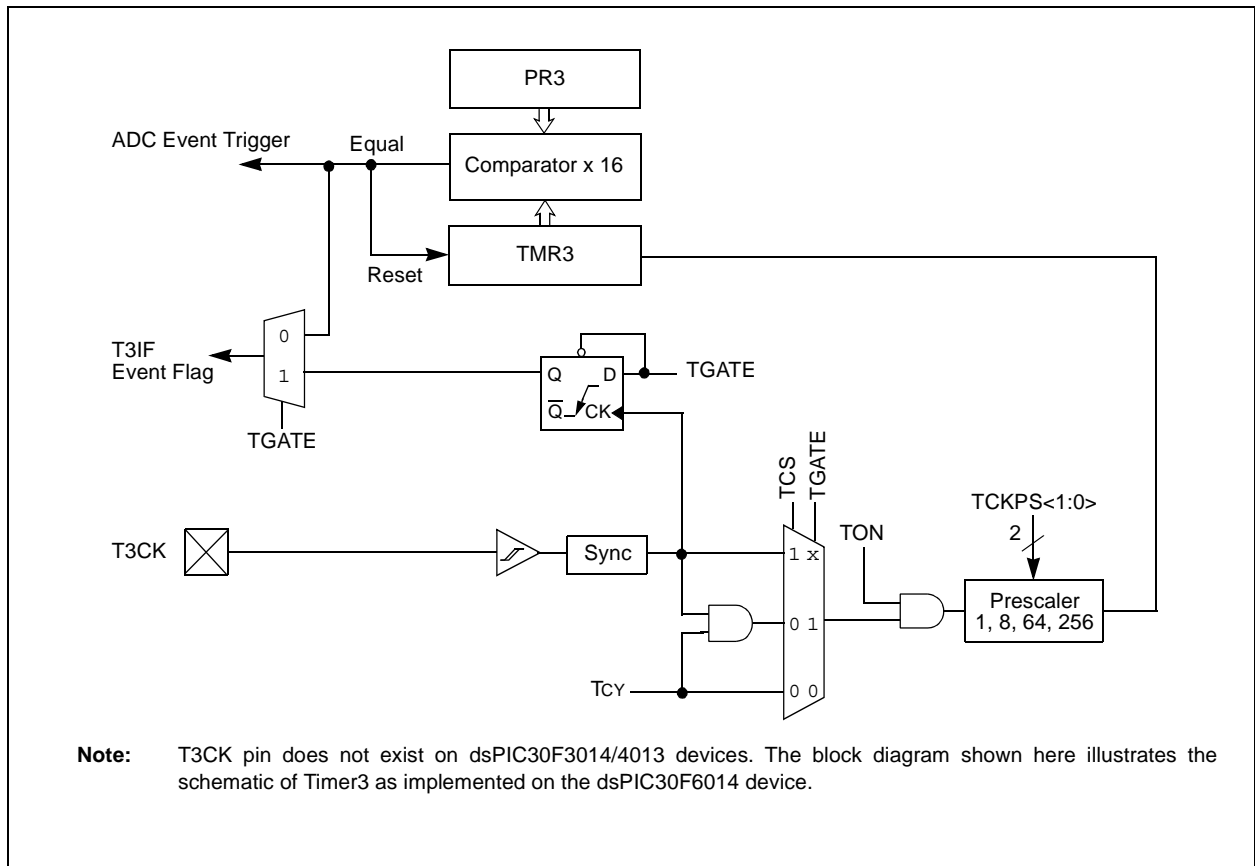 PR3
ADC Event Trigger
Equal
Comparator x 16
TMR3
Reset
0
T3IF
Event Flag
1
TGATE
Q D
Q CK
TGATE
TCS
TGATE
TCKPS<1:0>
2
TON
T3CK
Sync
1 x
Prescaler
1, 8, 64, 256
0 1
TCY
0 0
Note: T3CK pin does not exist on dsPIC30F3014/4013 devices. The block diagram shown here illustrates the
schematic of Timer3 as implemented on the dsPIC30F6014 device.